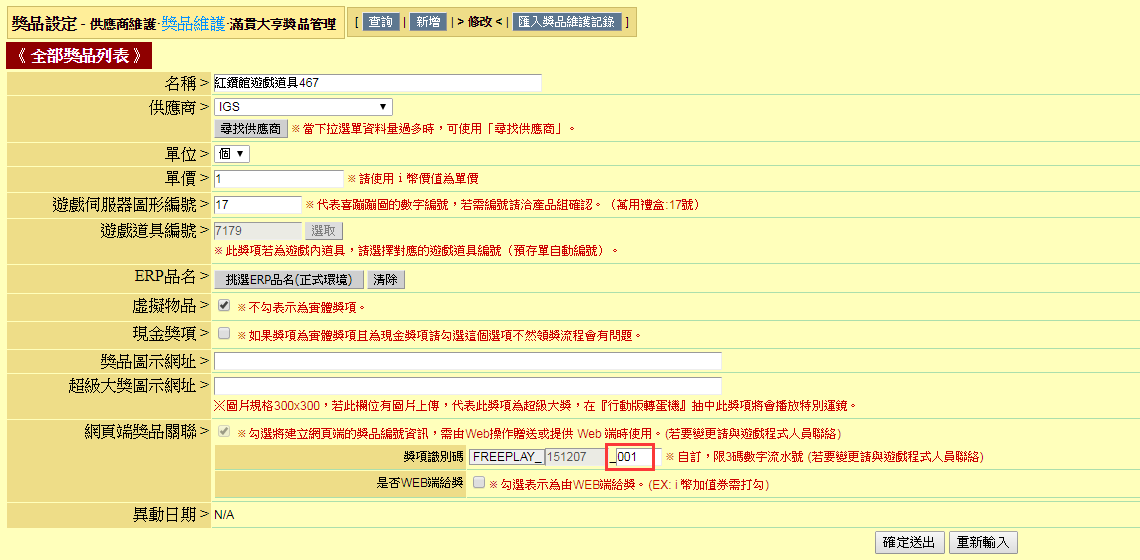 獎品設定 - 供應商維護·獎品維護·滿貫大亨獎品管理 [ 查詢 | 新增 | > 修改 < | 匯入獎品維護記錄 ]
《 全部獎品列表 》
名稱 > 紅鑽館遊戲道具467
供應商 > IGS
尋找供應商 ※ 當下拉選單資料量過多時，可使用「尋找供應商」。
單位 > 個
單價 > 1 ※ 請使用 i 幣價值為單價
遊戲伺服器圖形編號 > 17 ※ 代表喜蹦蹦圖的數字編號，若需編號請洽產品組確認。（萬用禮盒:17號）
遊戲道具編號 > 7179 選取
※ 此獎項若為遊戲內道具，請選擇對應的遊戲道具編號（預存單自動編號）。
ERP品名 > 挑選ERP品名(正式環境) 清除
虛擬物品 > ※ 不勾表示為實體獎項。
現金獎項 > ※ 如果獎項為實體獎項且為現金獎項請勾選這個選項不然領獎流程會有問題。
獎品圖示網址 >
超級大獎圖示網址 >
※圖片規格300x300，若此欄位有圖片上傳，代表此獎項為超級大獎，在『行動版轉蛋機』抽中此獎項將會播放特別運鏡。
網頁端獎品關聯 > ※ 勾選將建立網頁端的獎品編號資訊，需由Web操作贈送或提供 Web 端時使用。(若要變更請與遊戲程式人員聯絡)
獎項識別碼 FREEPLAY_ 151207 _001 ※ 自訂，限3碼數字流水號 (若要變更請與遊戲程式人員聯絡)
是否WEB端給獎 ※ 勾選表示為由WEB端給獎。(EX: i 幣加值券需打勾)
異動日期 > N/A
確定送出 重新輸入